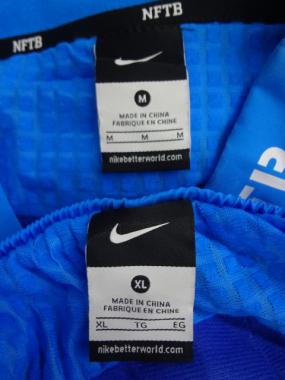 NFTB
NFTB
M
MADE IN CHINA
FABRIQUE EN CHINE
M M M
nikebetterworld.com
XL
MADE IN CHINA
FABRIQUE EN CHINE
XL TG EG
nikebetterworld.com